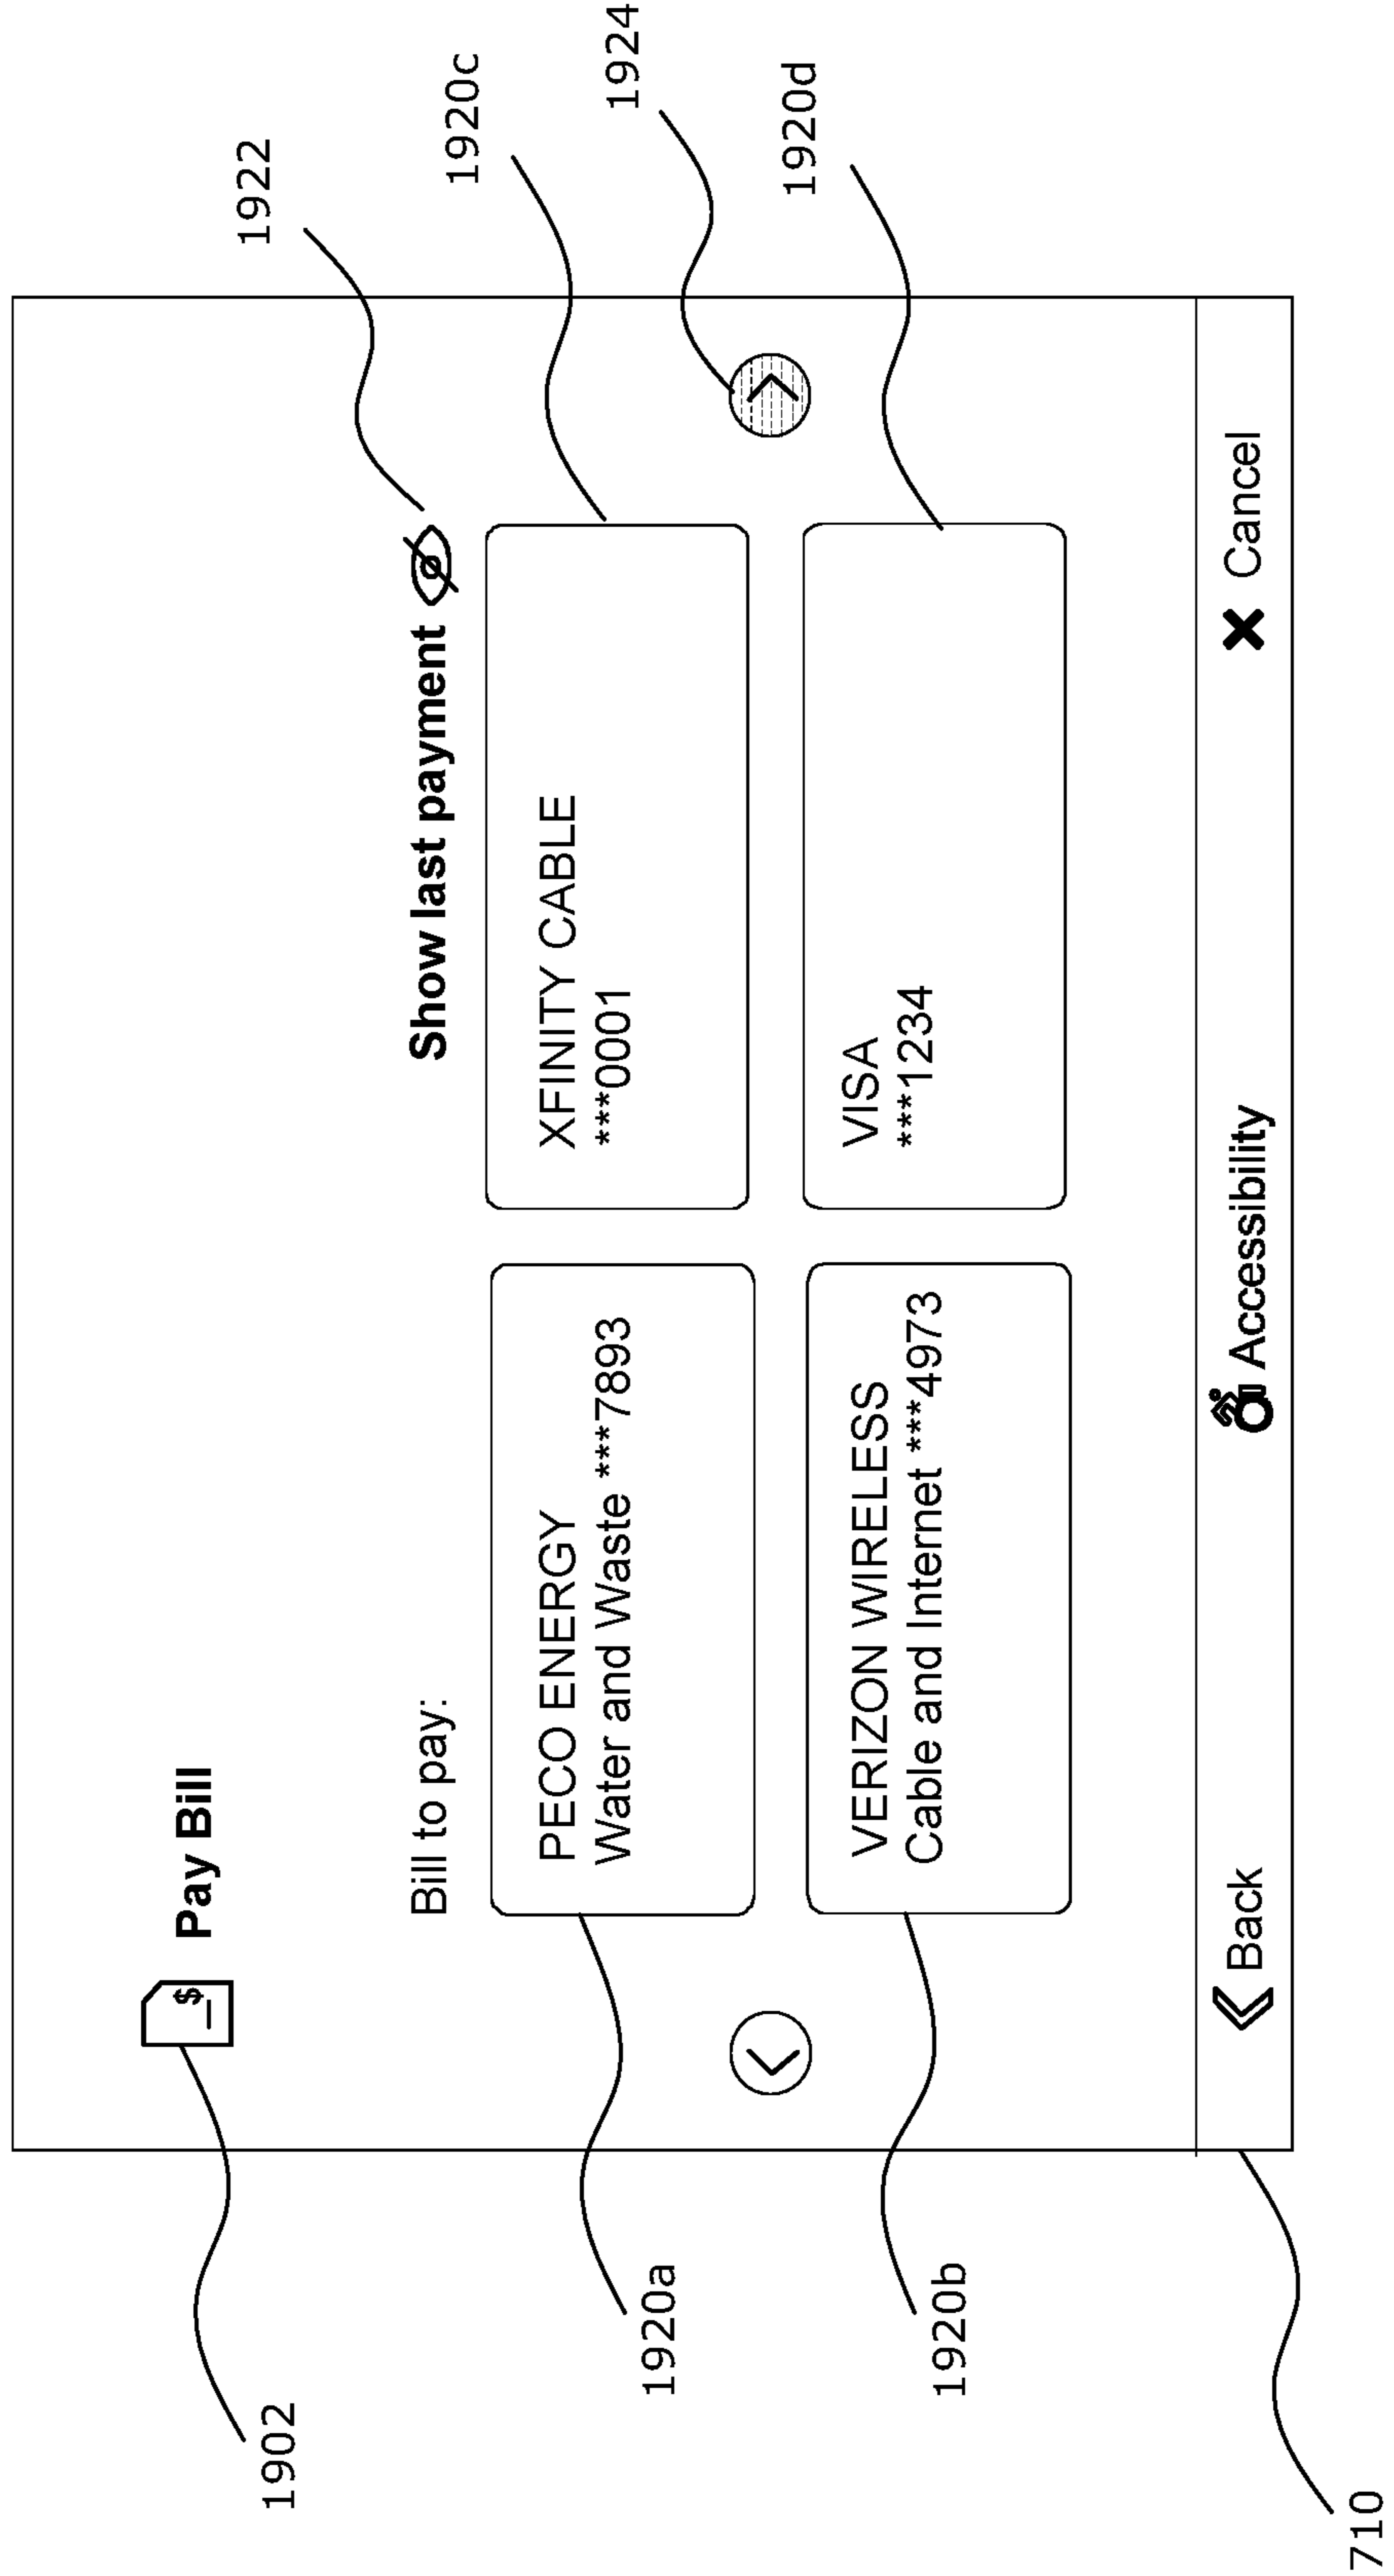 1902
$
Pay Bill
1922
Bill to pay:
Show last payment
1920a
PECO ENERGY
Water and Waste ***7893
XFINITY CABLE
***0001
1920c
1924
1920b
VERIZON WIRELESS
Cable and Internet ***4973
VISA
***1234
1920d
Back
Accessibility
Cancel
710